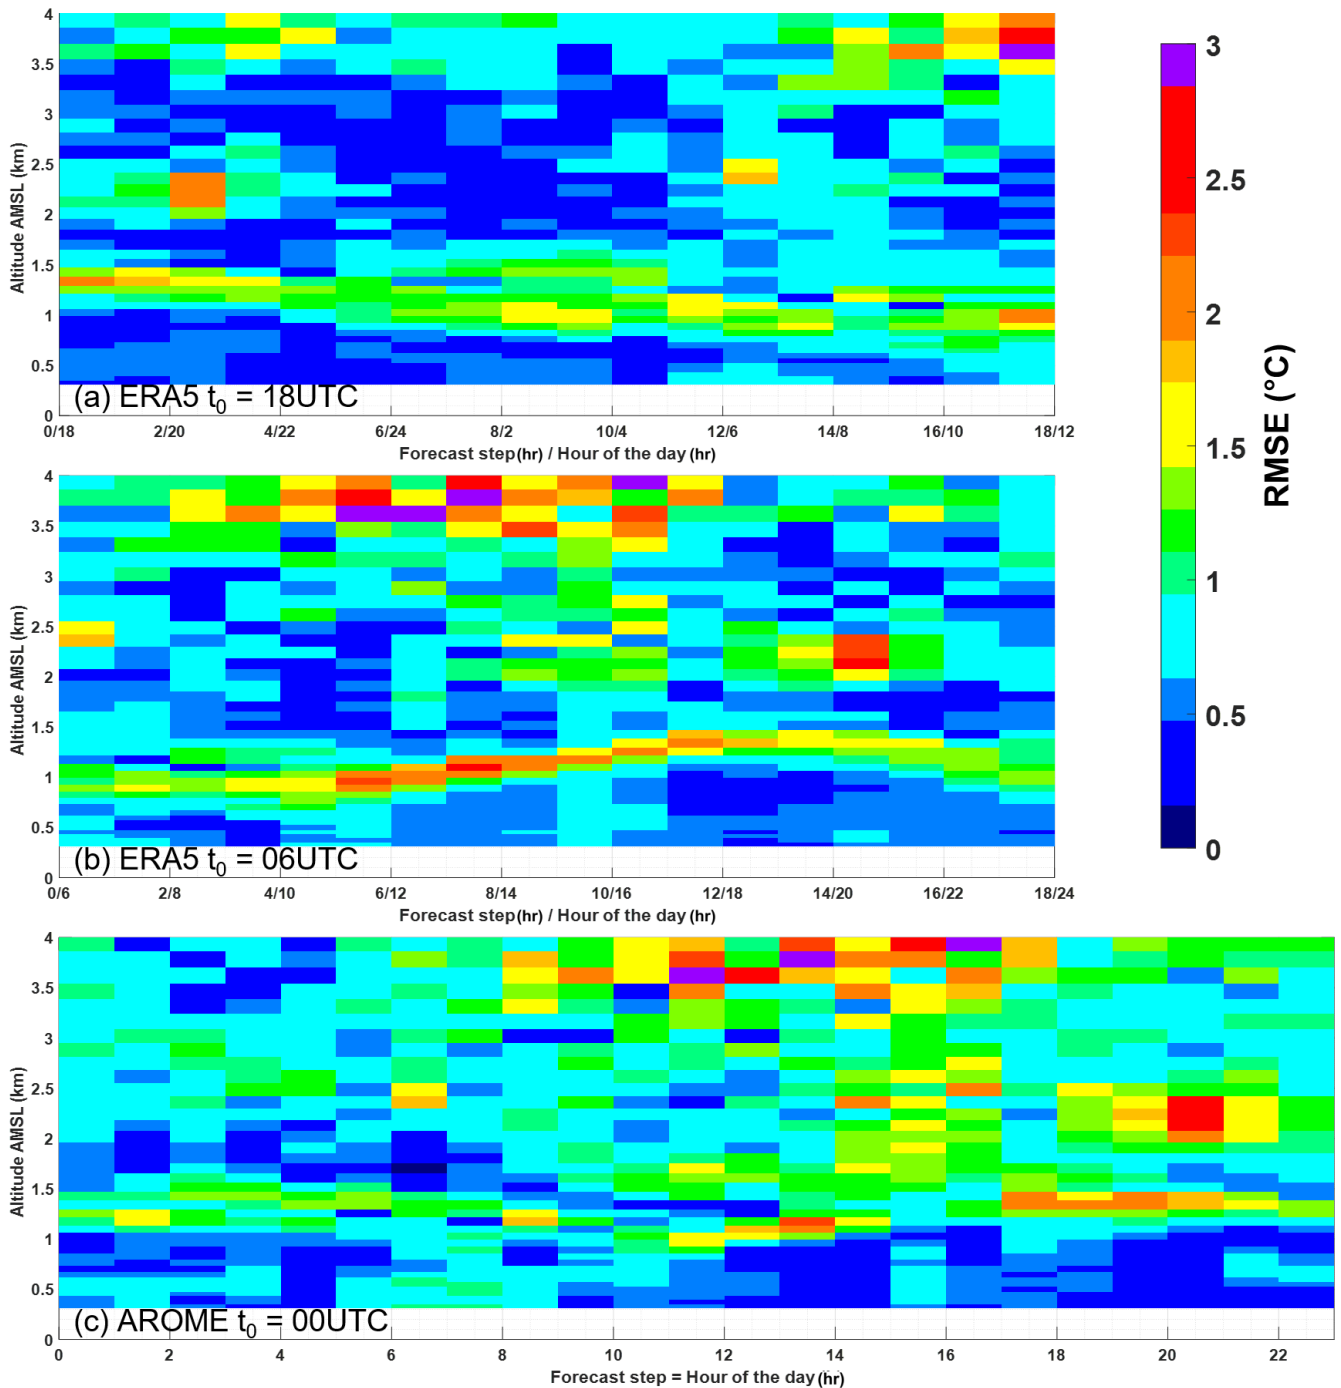 4
3.5
3
2.5
2
1.5
1
0.5
0
Altitude AMSL (km)
(a) ERA5 t0 = 18UTC
0/18 2/20 4/22 6/24 8/2 10/4 12/6 14/8 16/10 18/12
Forecast step(hr) / Hour of the day(hr)
4
3.5
3
2.5
2
1.5
1
0.5
0
Altitude AMSL (km)
(b) ERA5 t0 = 06UTC
0/6 2/8 4/10 6/12 8/14 10/16 12/18 14/20 16/22 18/24
Forecast step(hr) / Hour of the day (hr)
4
3.5
3
2.5
2
1.5
1
0.5
0
Altitude AMSL (km)
(c) AROME t0 = 00UTC
0 2 4 6 8 10 12 14 16 18 20 22
Forecast step = Hour of the day (hr)
3
2.5
2
1.5
1
0.5
0
RMSE (°C)